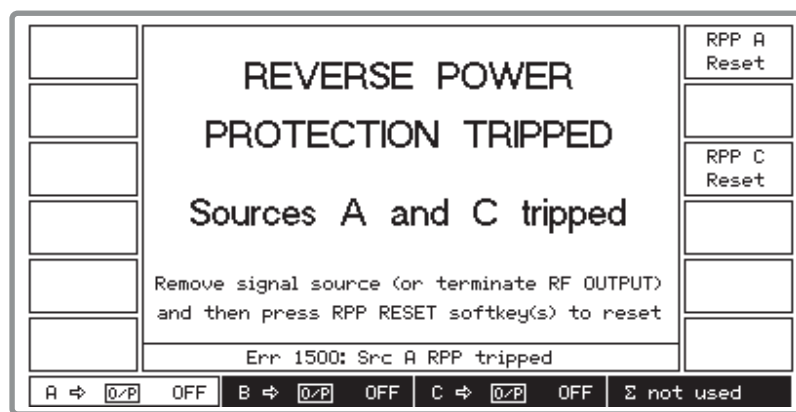 RPP A
Reset
REVERSE POWER
PROTECTION TRIPPED
RPP C
Reset
Sources A and C tripped
Remove signal source (or terminate RF OUTPUT)
and then press RPP RESET softkey(s) to reset
Err 1500: Src A RPP tripped
A ⇨ O/P OFF B ⇨ O/P OFF C ⇨ O/P OFF Σ not used